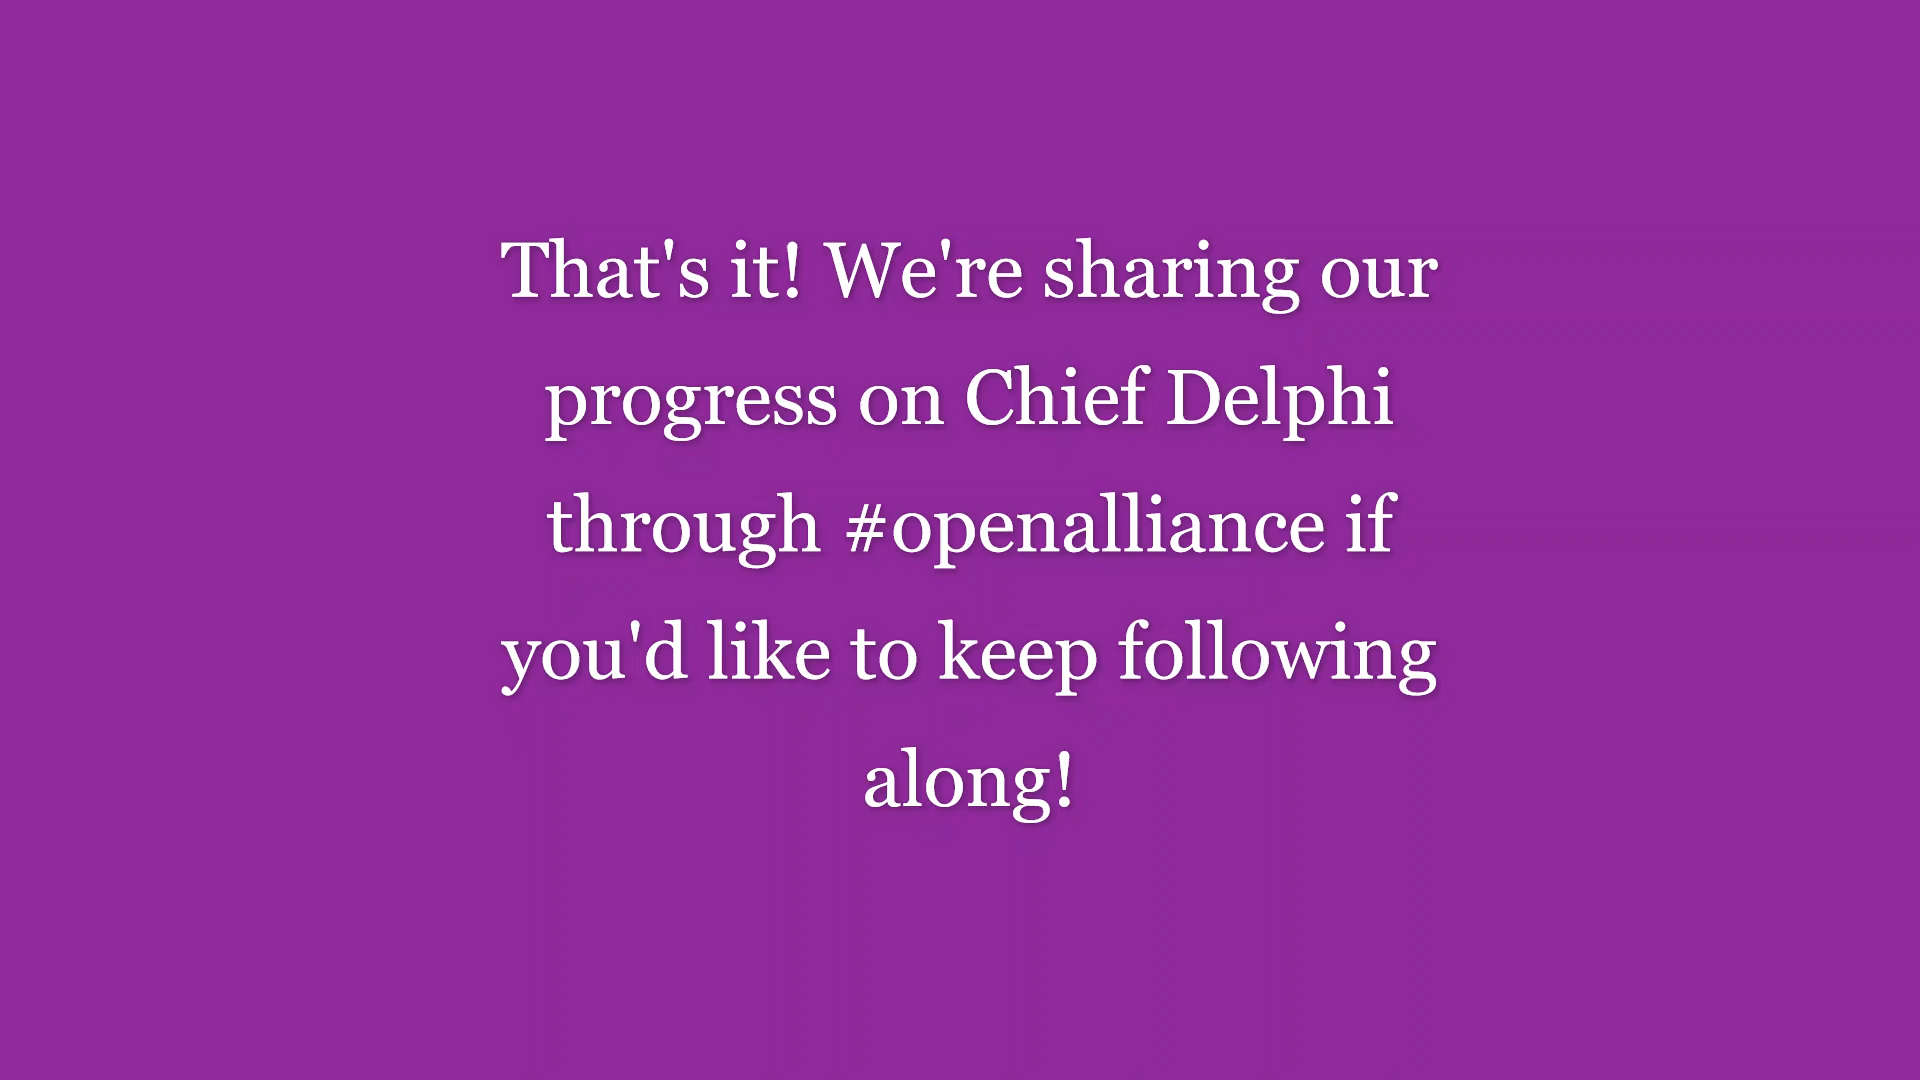 That's it! We're sharing our
progress on Chief Delphi
through #openalliance if
you'd like to keep following
along!